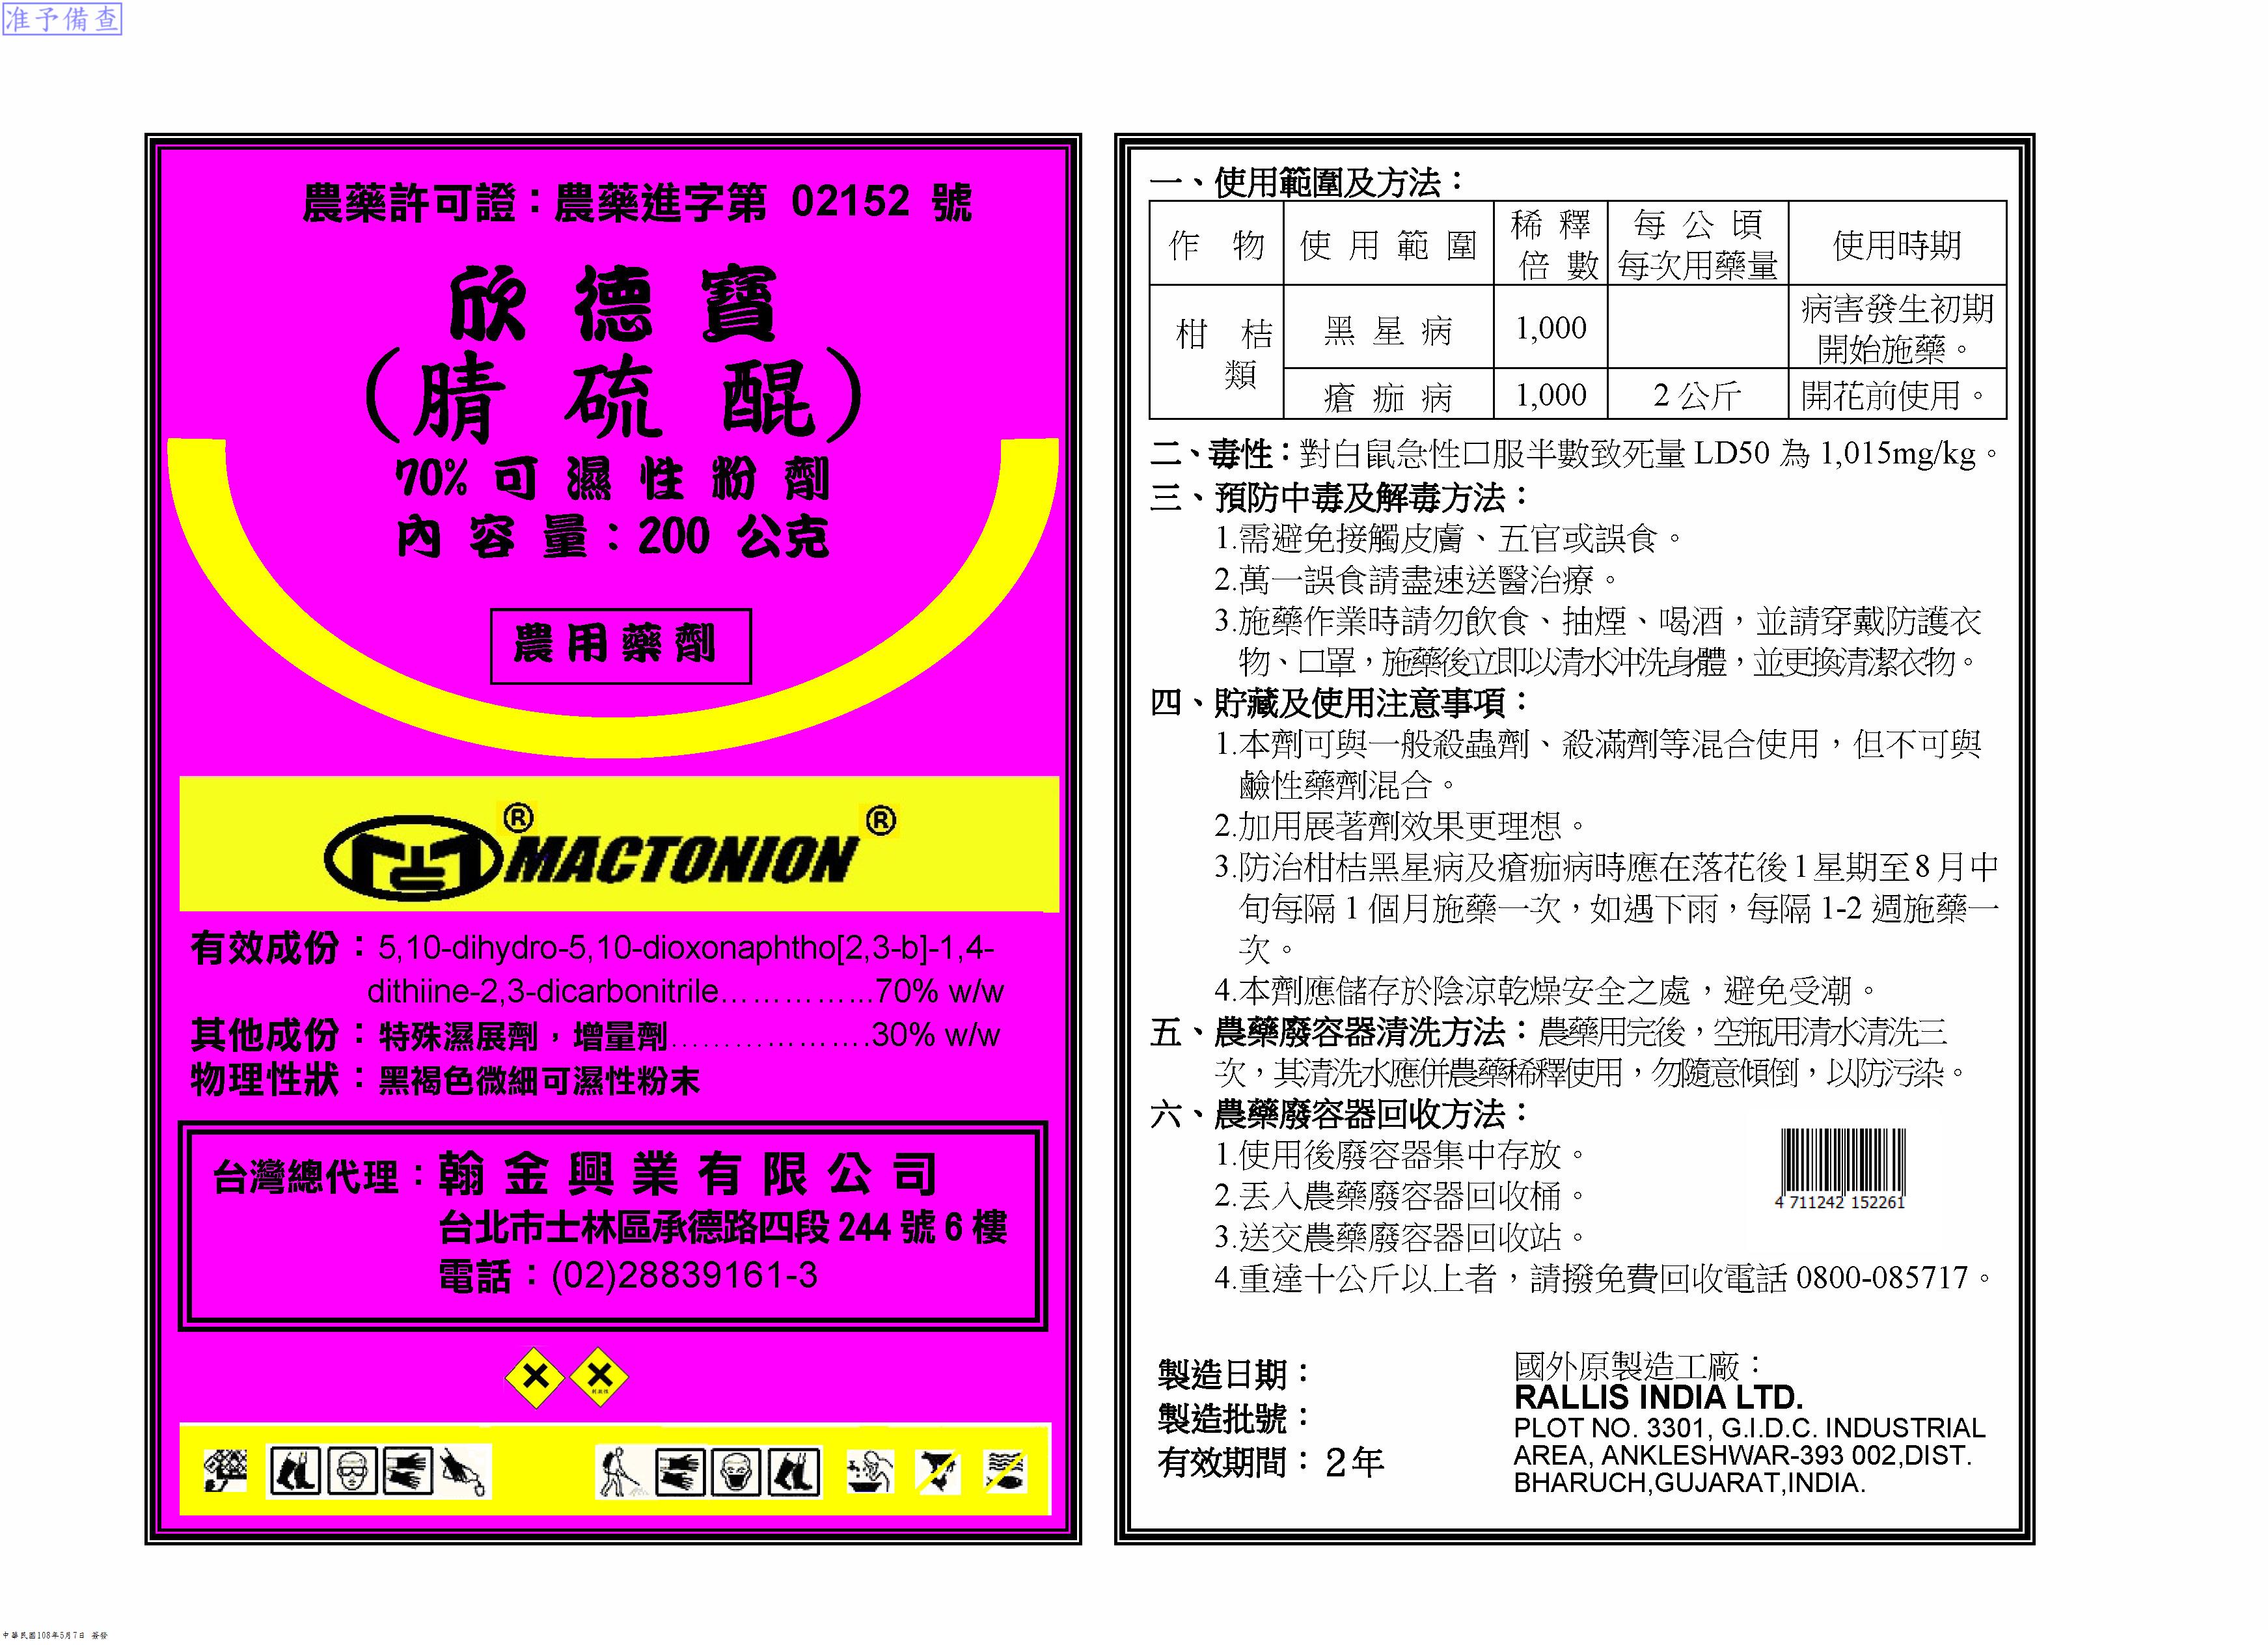 准予備查
農藥許可證：農藥進字第 02152 號
欣 德 寶
(腈 硫 醌)
70% 可 濕 性 粉 劑
內 容 量：200 公克
農用藥劑
® MACTONION ®
有效成份：5,10-dihydro-5,10-dioxonaphtho[2,3-b]-1,4-
dithiine-2,3-dicarbonitrile……………..70% w/w
其他成份：特殊濕展劑，增量劑……………….30% w/w
物理性狀：黑褐色微細可濕性粉末
台灣總代理：翰 金 興 業 有 限 公 司
台北市士林區承德路四段 244 號 6 樓
電話：(02)28839161-3
一、使用範圍及方法：
作 物 使 用 範 圍 稀 釋 倍 數 每 公 頃 每次用藥量 使用時期
柑 桔 類 黑 星 病 1,000 病害發生初期開始施藥。
瘡 痂 病 1,000 2 公斤 開花前使用。
二、毒性：對白鼠急性口服半數致死量 LD50 為 1,015mg/kg。
三、預防中毒及解毒方法：
1.需避免接觸皮膚、五官或誤食。
2.萬一誤食請盡速送醫治療。
3.施藥作業時請勿飲食、抽煙、喝酒，並請穿戴防護衣
物、口罩，施藥後立即以清水沖洗身體，並更換清潔衣物。
四、貯藏及使用注意事項：
1.本劑可與一般殺蟲劑、殺滿劑等混合使用，但不可與
鹼性藥劑混合。
2.加用展著劑效果更理想。
3.防治柑桔黑星病及瘡痂病時應在落花後 1 星期至 8 月中
旬每隔 1 個月施藥一次，如遇下雨，每隔 1-2 週施藥一
次。
4.本劑應儲存於陰涼乾燥安全之處，避免受潮。
五、農藥廢容器清洗方法：農藥用完後，空瓶用清水清洗三
次，其清洗水應併農藥稀釋使用，勿隨意傾倒，以防污染。
六、農藥廢容器回收方法：
1.使用後廢容器集中存放。
2.丟入農藥廢容器回收桶。
3.送交農藥廢容器回收站。
4.重達十公斤以上者，請撥免費回收電話 0800-085717。
4 711242 152261
製造日期：
製造批號：
有效期間：2年
國外原製造工廠：
RALLIS INDIA LTD.
PLOT NO. 3301, G.I.D.C. INDUSTRIAL
AREA, ANKLESHWAR-393 002,DIST.
BHARUCH,GUJARAT,INDIA.
中華民國108年5月7日 簽發